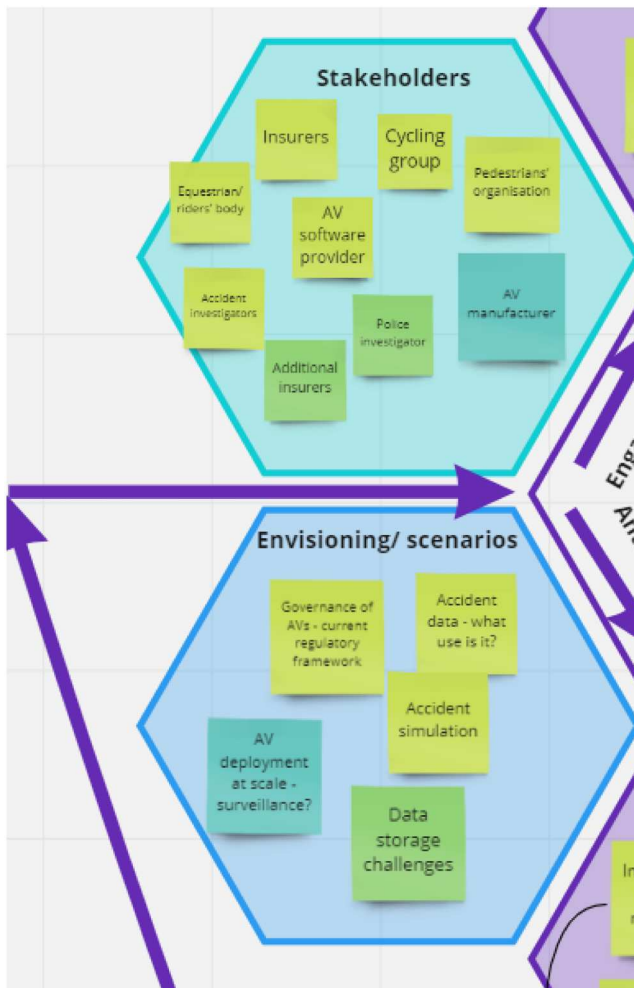 Stakeholders
Insurers
Cycling
group
Pedestrians'
organisation
Equestrian/
riders' body
AV
software
provider
Accident
investigators
AV
manufacturer
Police
investigator
Additional
insurers
Envisioning/ scenarios
Governance of
AVs - current
regulatory
framework
Accident
data - what
use is it?
Accident
simulation
AV
deployment
at scale -
surveillance?
Data
storage
challenges